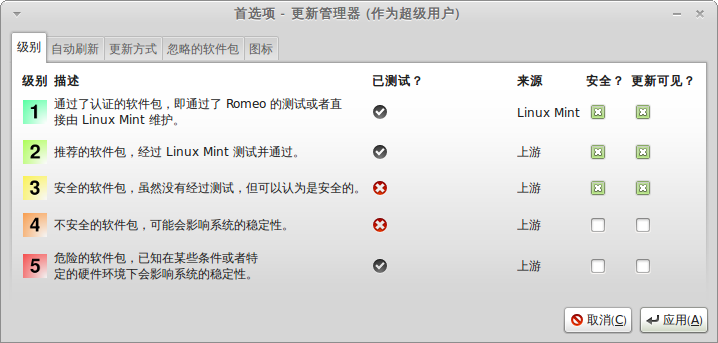 首选项 - 更新管理器 (作为超级用户)
级别 自动刷新 更新方式 忽略的软件包 图标
级别 描述 已测试？ 来源 安全？ 更新可见？
1 通过了认证的软件包，即通过了 Romeo 的测试或者直
接由 Linux Mint 维护。 Linux Mint
2 推荐的软件包，经过 Linux Mint 测试并通过。 上游
3 安全的软件包，虽然没有经过测试，但可以认为是安全的。 上游
4 不安全的软件包，可能会影响系统的稳定性。 上游
5 危险的软件包，已知在某些条件或者特
定的硬件环境下会影响系统的稳定性。 上游
取消(C) 应用(A)